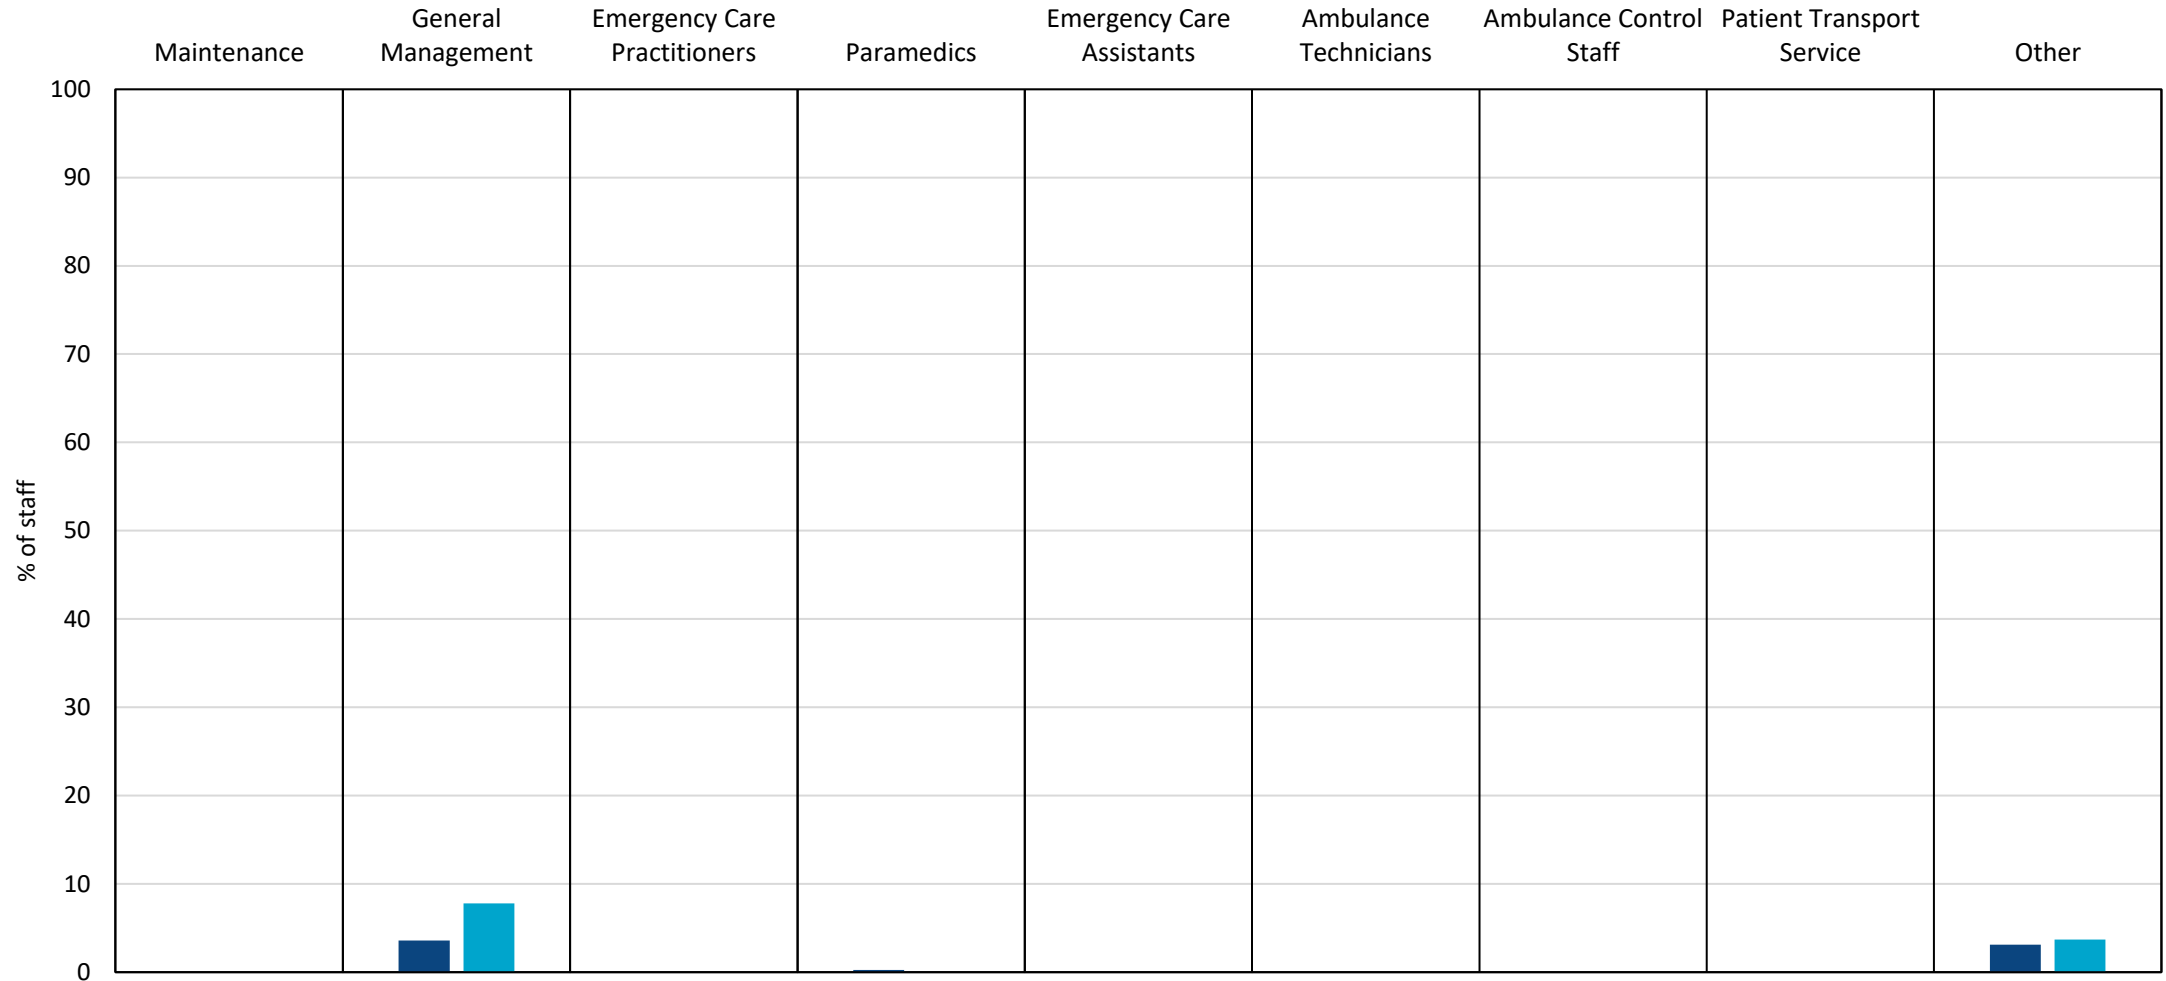 Maintenance
General
Management
Emergency Care
Practitioners
Paramedics
Emergency Care
Assistants
Ambulance
Technicians
Ambulance Control
Staff
Patient Transport
Service
Other
100
90
80
70
60
50
40
30
20
10
0
% of staff